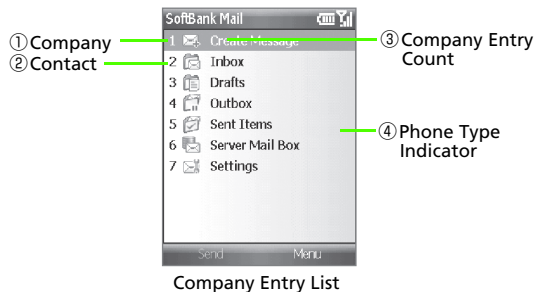 SoftBank Mail
①Company
②Contact
1 Create Message
2 Inbox
3 Drafts
4 Outbox
5 Sent Items
6 Server Mail Box
7 Settings
Send Menu
③Company Entry
Count
④Phone Type
Indicator
Company Entry List